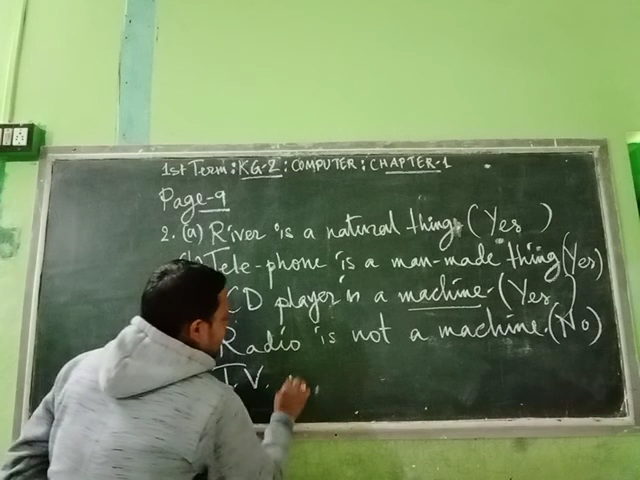 1st Term: KG-2: COMPUTER: CHAPTER-1
Page-9
2. (a) River is a natural thing. (Yes )
(b) Tele-phone is a man-made thing (Yes)
CD player is a machine. (Yes )
Radio is not a machine. (No)
T.V.